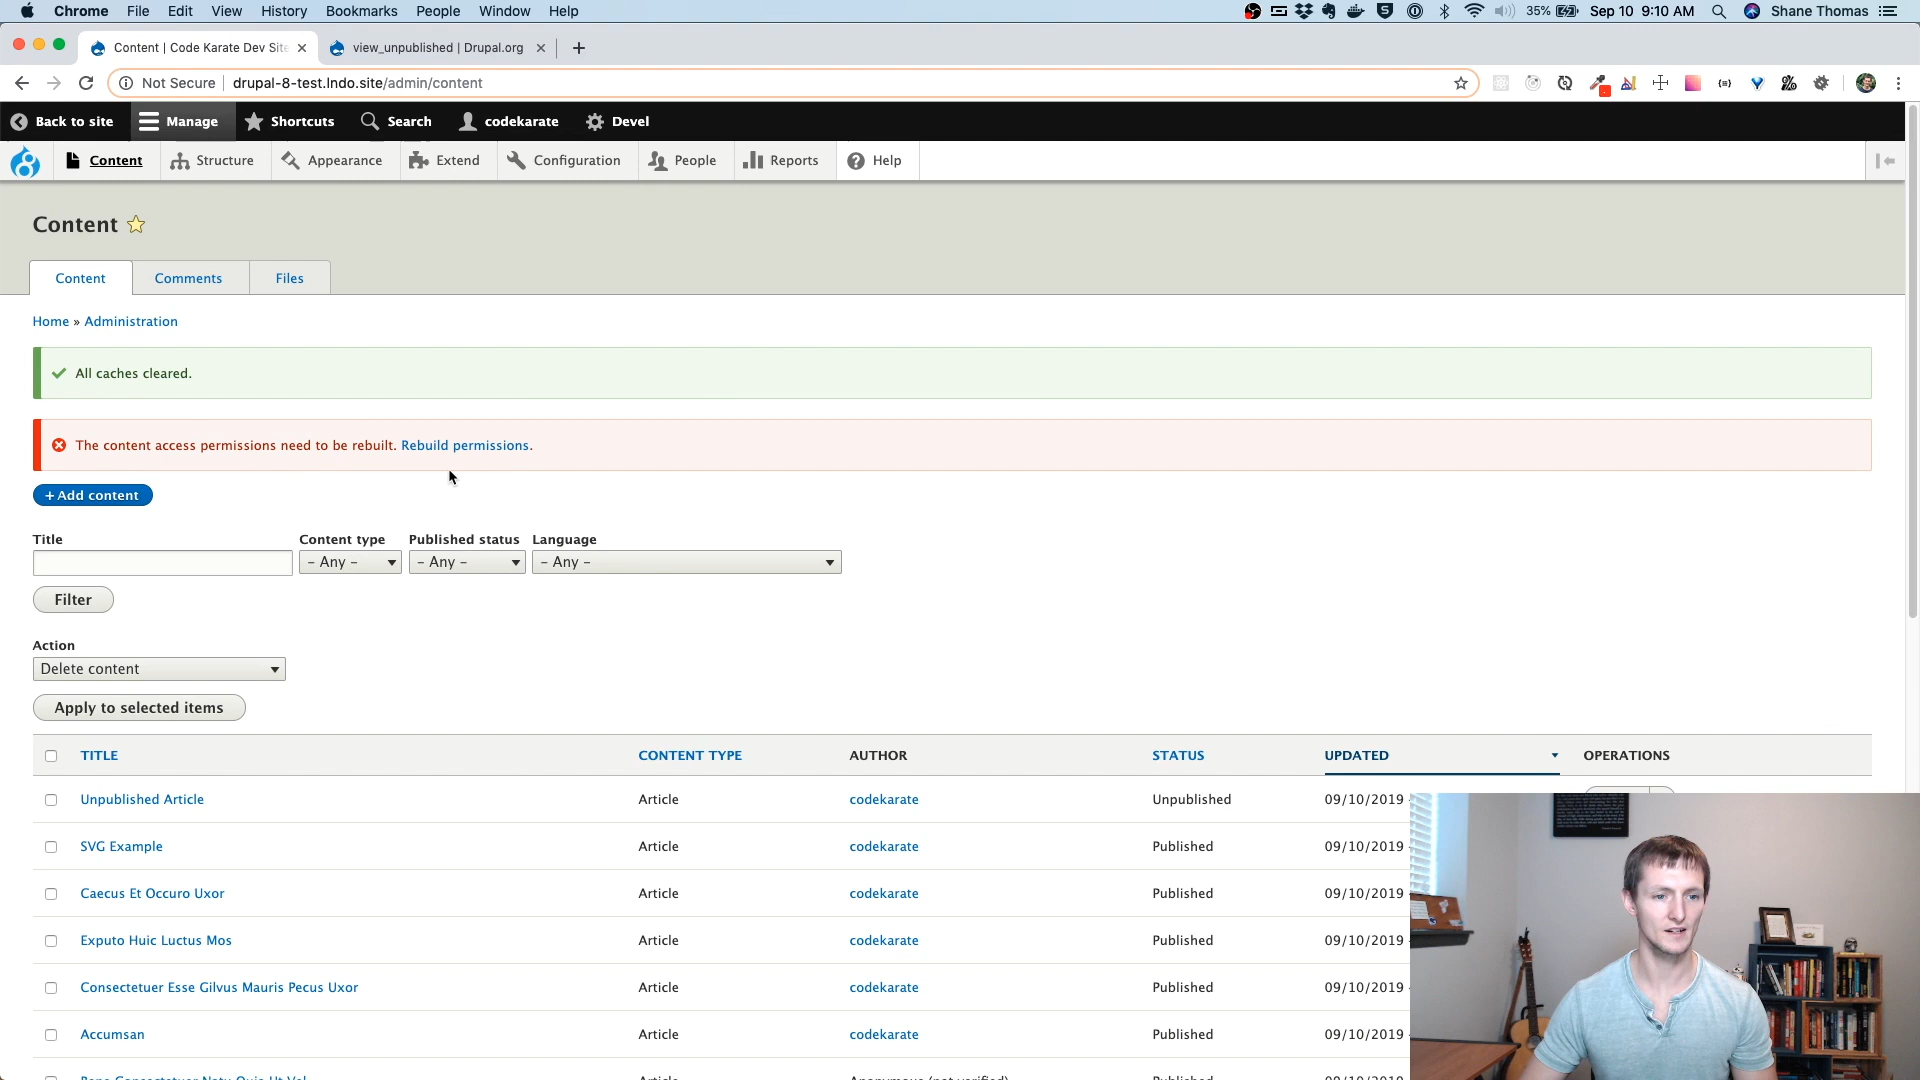 Chrome File Edit View History Bookmarks People Window Help 35% Sep 10 9:10 AM Shane Thomas
Content | Code Karate Dev Site view_unpublished | Drupal.org
Not Secure drupal-8-test.lndo.site/admin/content
Back to site Manage Shortcuts Search codekarate Devel
Content Structure Appearance Extend Configuration People Reports Help
Content
Content Comments Files
Home » Administration
All caches cleared.
The content access permissions need to be rebuilt. Rebuild permissions.
+ Add content
Title Content type Published status Language
- Any - - Any - - Any -
Filter
Action
Delete content
Apply to selected items
TITLE CONTENT TYPE AUTHOR STATUS UPDATED OPERATIONS
Unpublished Article Article codekarate Unpublished 09/10/2019
SVG Example Article codekarate Published 09/10/2019
Caecus Et Occuro Uxor Article codekarate Published 09/10/2019
Exputo Huic Luctus Mos Article codekarate Published 09/10/2019
Consectetuer Esse Gilvus Mauris Pecus Uxor Article codekarate Published 09/10/2019
Accumsan Article codekarate Published 09/10/2019